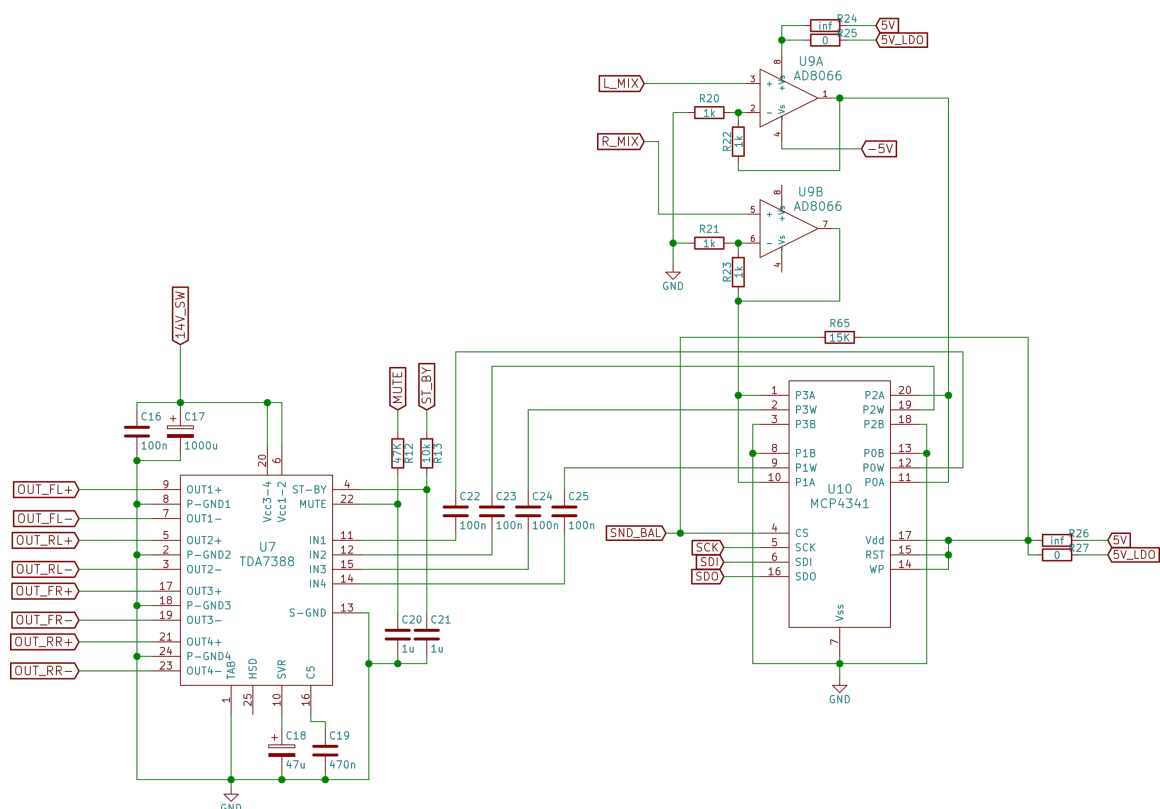 R24
inf
5V
R25
0
5V_LDO
U9A
AD8066
8
+Vs
L_MIX
3
+
1
R20
1k
2
−
Vs
R22
1k
4
−5V
R_MIX
U9B
AD8066
8
+Vs
5
+
7
R21
1k
6
−
Vs
R23
1k
4
GND
14V_SW
R65
15K
MUTE
ST_BY
C16
100n
+
C17
1000u
47K
R12
10k
R13
1
P3A
P2A
20
2
P3W
P2W
19
3
P3B
P2B
18
8
P1B
P0B
13
9
P1W
P0W
12
10
P1A
P0A
11
U10
MCP4341
20
6
Vcc3-4
Vcc1-2
OUT_FL+
9
OUT1+
ST-BY
4
8
P-GND1
MUTE
22
OUT_FL-
7
OUT1-
C22
100n
C23
100n
C24
100n
C25
100n
SND_BAL
4
CS
Vdd
17
R26
inf
5V
OUT_RL+
5
OUT2+
IN1
11
2
P-GND2
IN2
12
U7
TDA7388
SCK
5
SCK
RST
15
R27
0
5V_LDO
OUT_RL-
3
OUT2-
IN3
15
SDI
6
SDI
WP
14
SDO
16
SDO
IN4
14
OUT_FR+
17
OUT3+
18
P-GND3
S-GND
13
OUT_FR-
19
OUT3-
C20
1u
C21
1u
Vss
7
OUT_RR+
21
OUT4+
24
P-GND4
OUT_RR-
23
OUT4-
TAB
HSD
SVR
C5
1
25
10
16
GND
+
C18
47u
C19
470n
GND